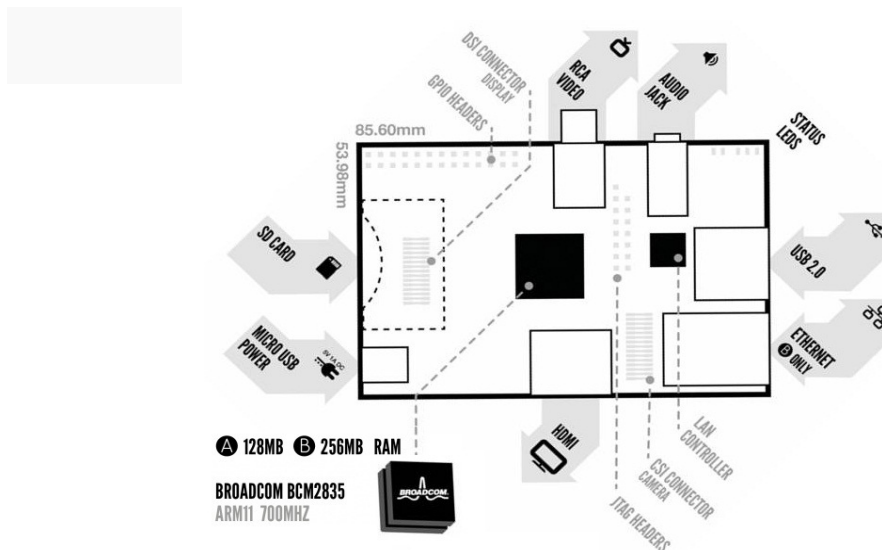 DSI CONNECTOR
DISPLAY
GPIO HEADERS
RCA
VIDEO
AUDIO
JACK
STATUS
LEDS
85.60mm
53.98mm
SD CARD
USB 2.0
MICRO USB
POWER
5V 1A DC
ETHERNET
B ONLY
HDMI
LAN
CONTROLLER
CSI CONNECTOR
CAMERA
JTAG HEADERS
A 128MB B 256MB RAM
BROADCOM BCM2835
ARM11 700MHZ
BROADCOM